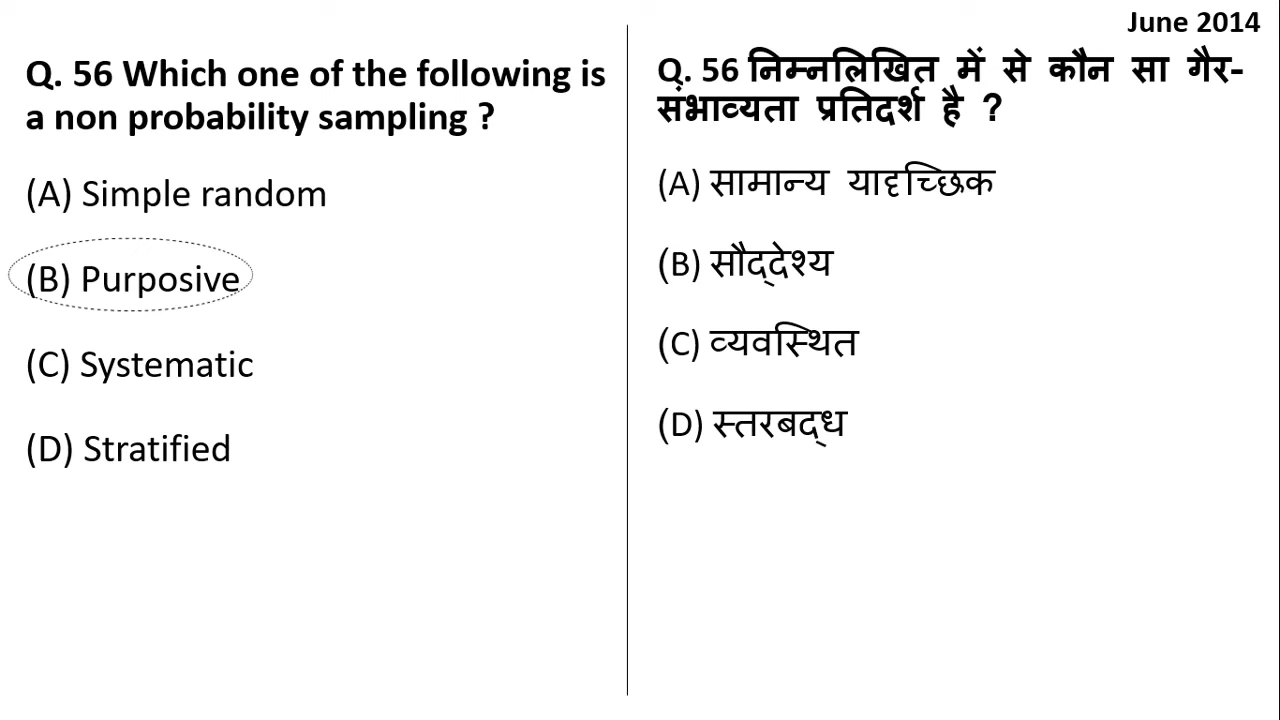 June 2014
Q. 56 Which one of the following is
a non probability sampling ?
(A) Simple random
(B) Purposive
(C) Systematic
(D) Stratified
Q. 56 निम्नलिखित में से कौन सा गैर-
संभाव्यता प्रतिदर्श है ?
(A) सामान्य यादृच्छिक
(B) सौद्देश्य
(C) व्यवस्थित
(D) स्तरबद्ध